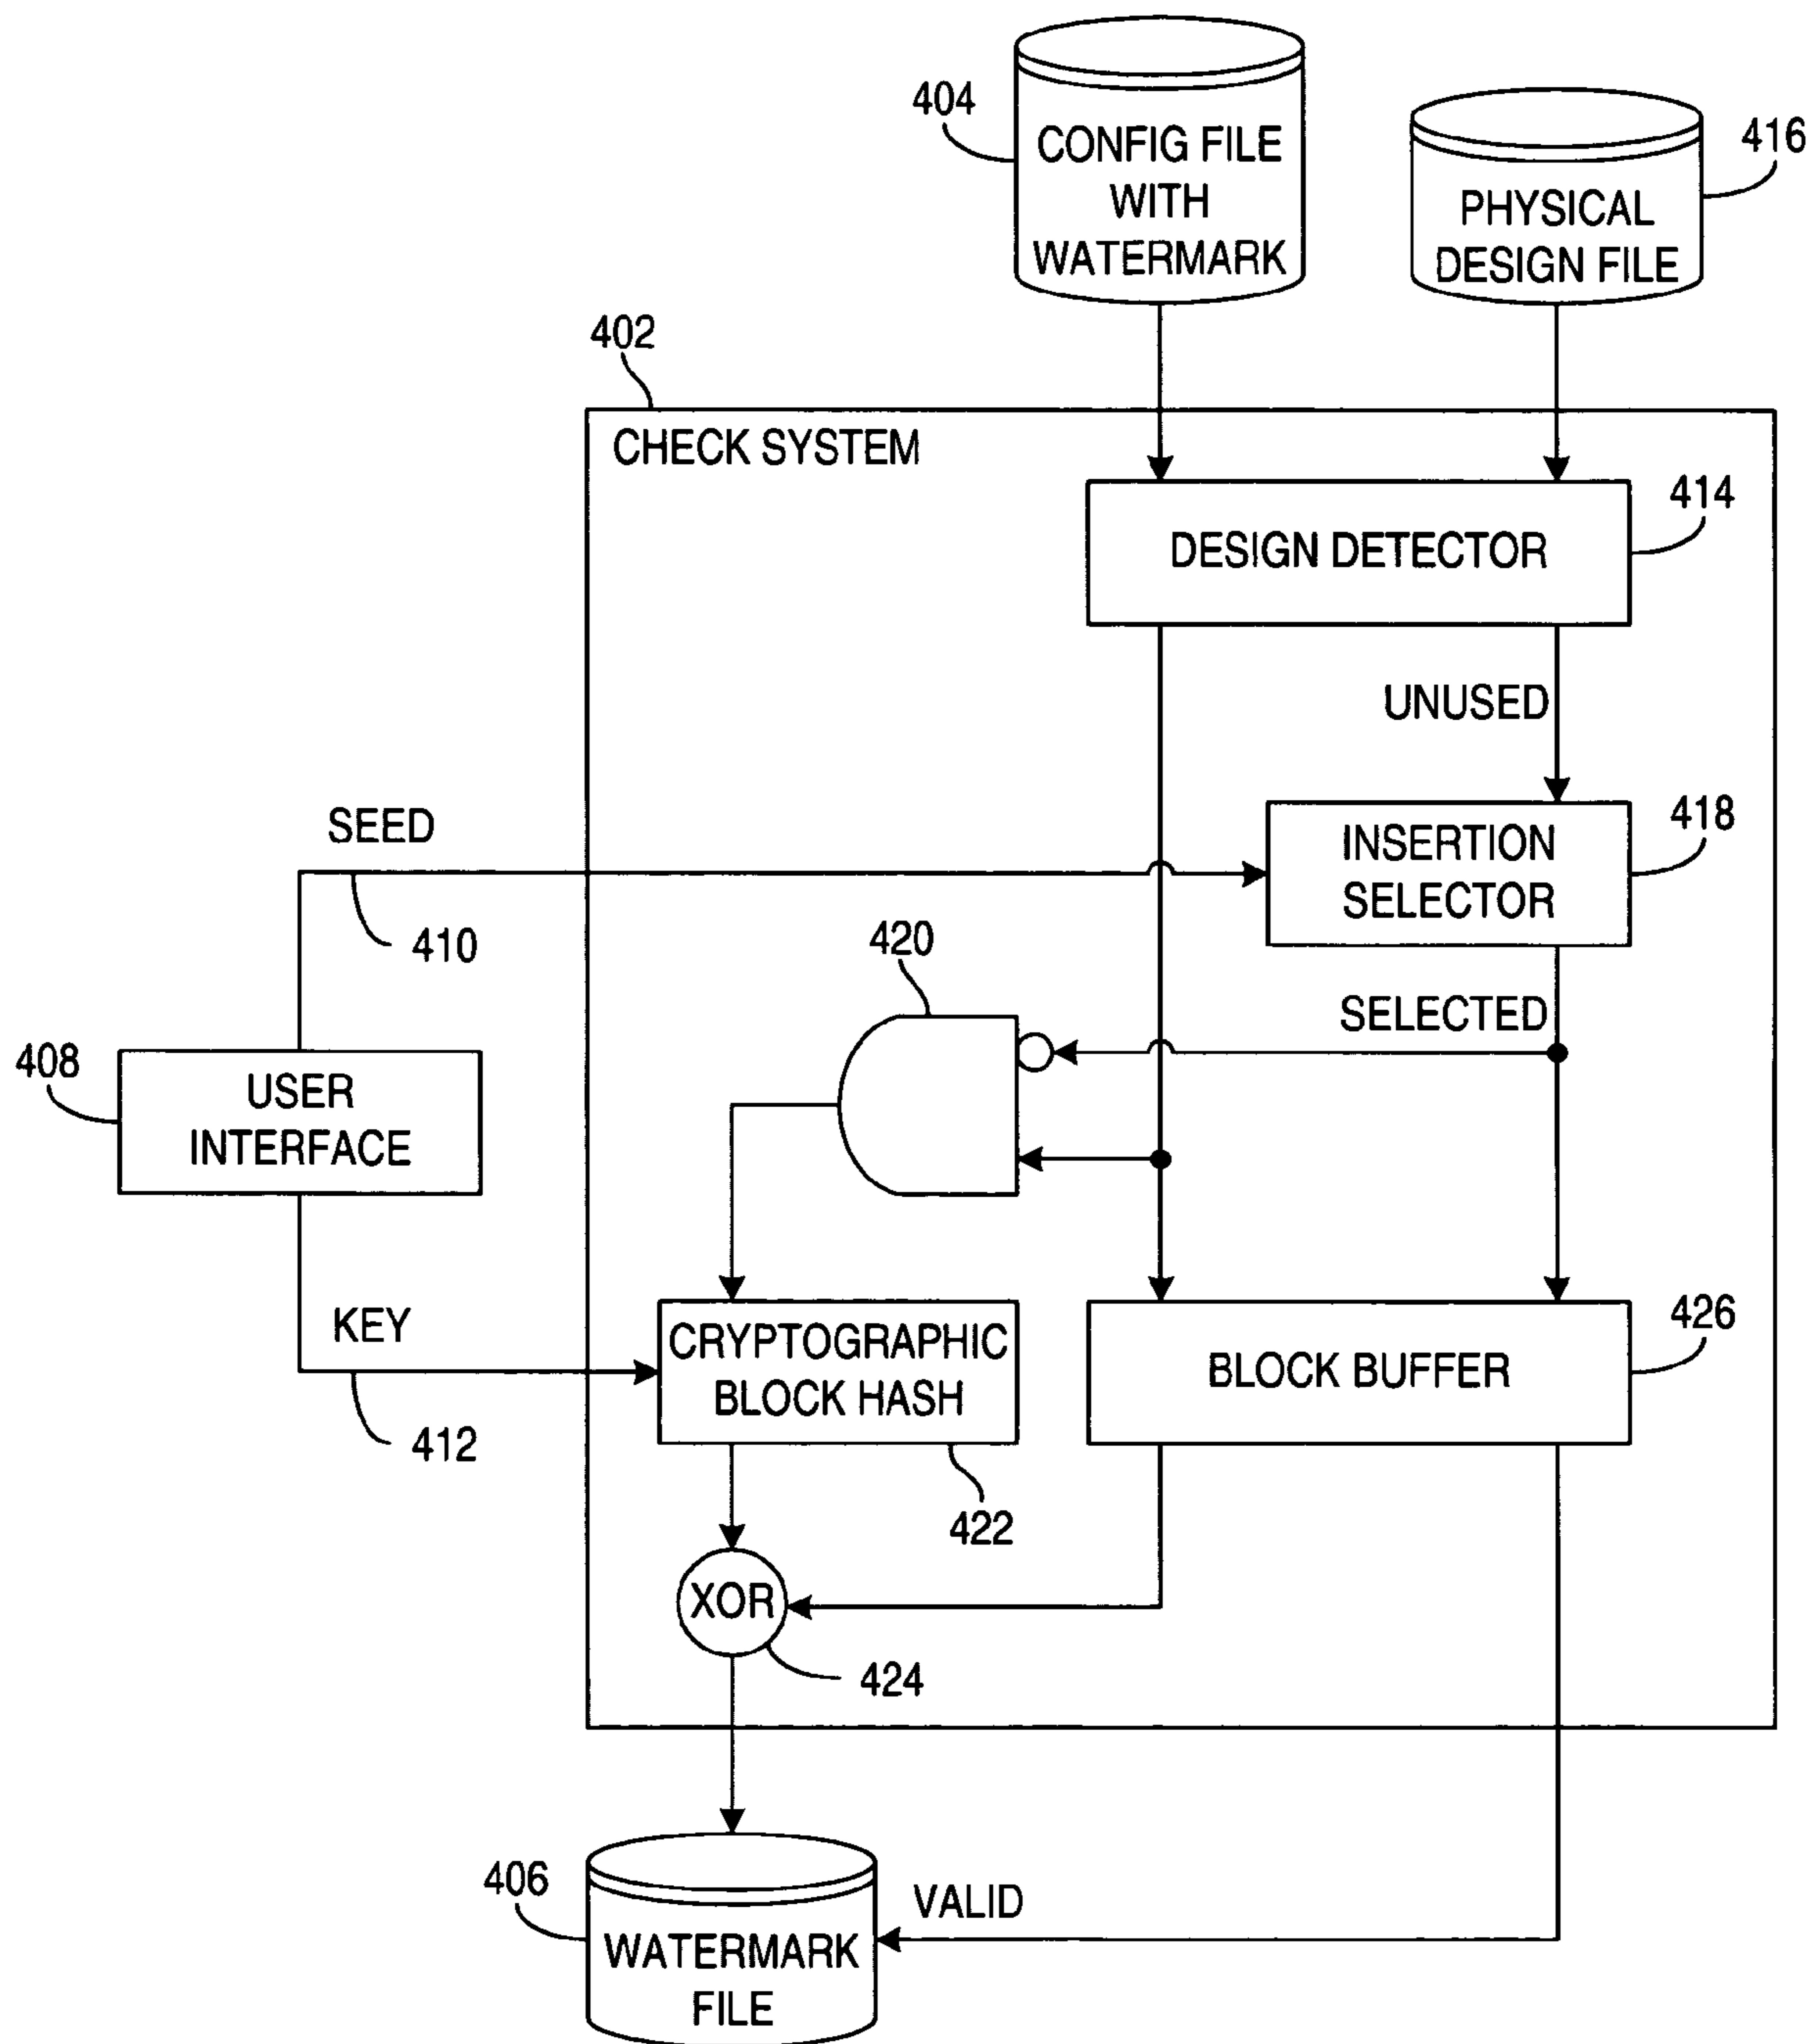 404
CONFIG FILE
WITH
WATERMARK
416
PHYSICAL
DESIGN FILE
402
CHECK SYSTEM
414
DESIGN DETECTOR
UNUSED
SEED
410
418
INSERTION
SELECTOR
420
SELECTED
408
USER
INTERFACE
KEY
412
CRYPTOGRAPHIC
BLOCK HASH
422
426
BLOCK BUFFER
XOR
424
406
VALID
WATERMARK
FILE